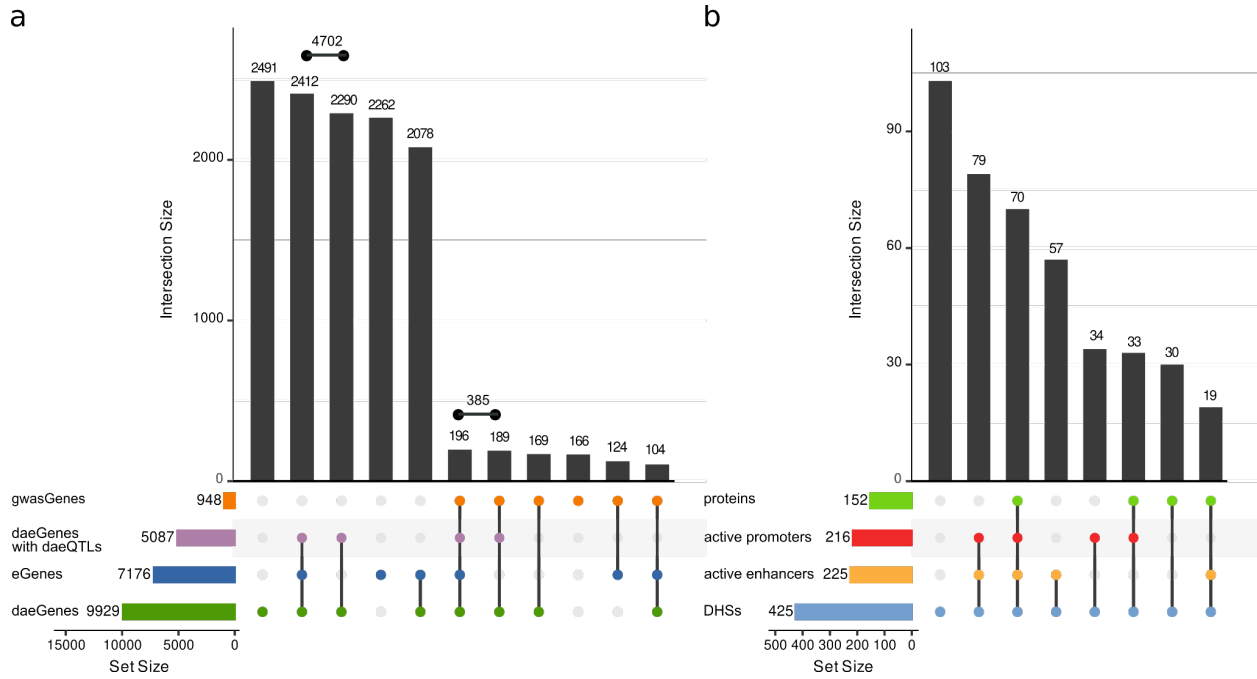 a
4702
2491
2412
2290
2262
2078
385
196
189
169
166
124
104
2000
1000
0
Intersection Size
gwasGenes 948
daeGenes
with daeQTLs 5087
eGenes 7176
daeGenes 9929
15000 10000 5000 0
Set Size
b
103
79
70
57
34
33
30
19
90
60
30
0
Intersection Size
proteins 152
active promoters 216
active enhancers 225
DHSs 425
500 400 300 200 100 0
Set Size